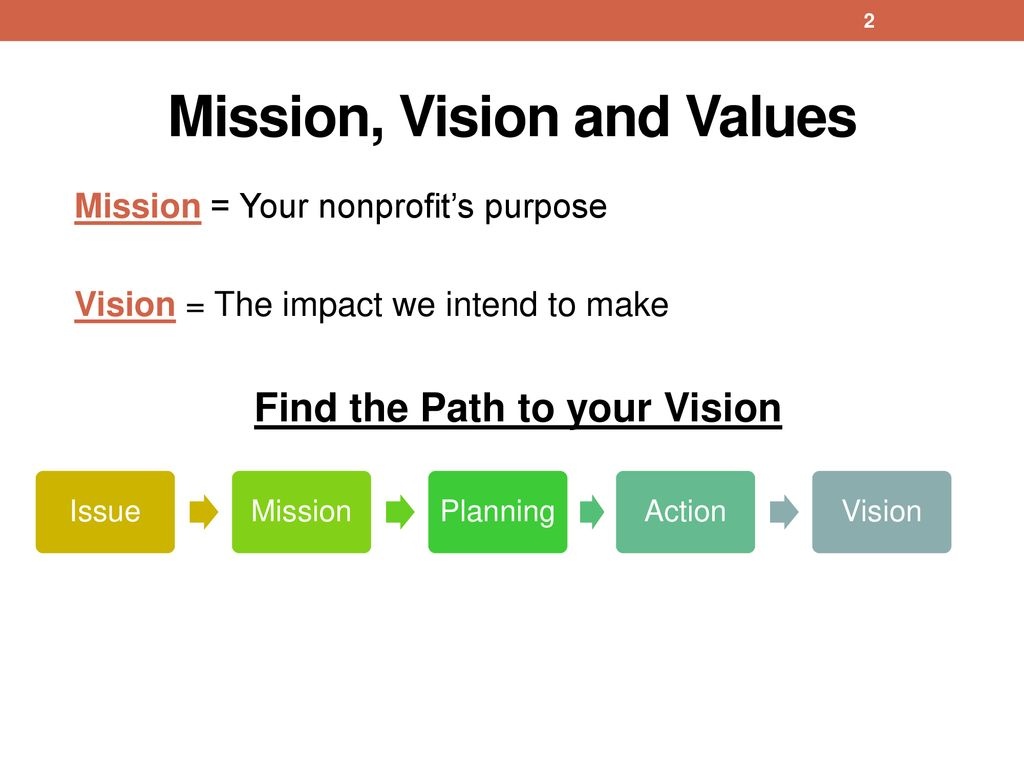 2
Mission, Vision and Values
Mission = Your nonprofit’s purpose
Vision = The impact we intend to make
Find the Path to your Vision
Issue
Mission
Planning
Action
Vision